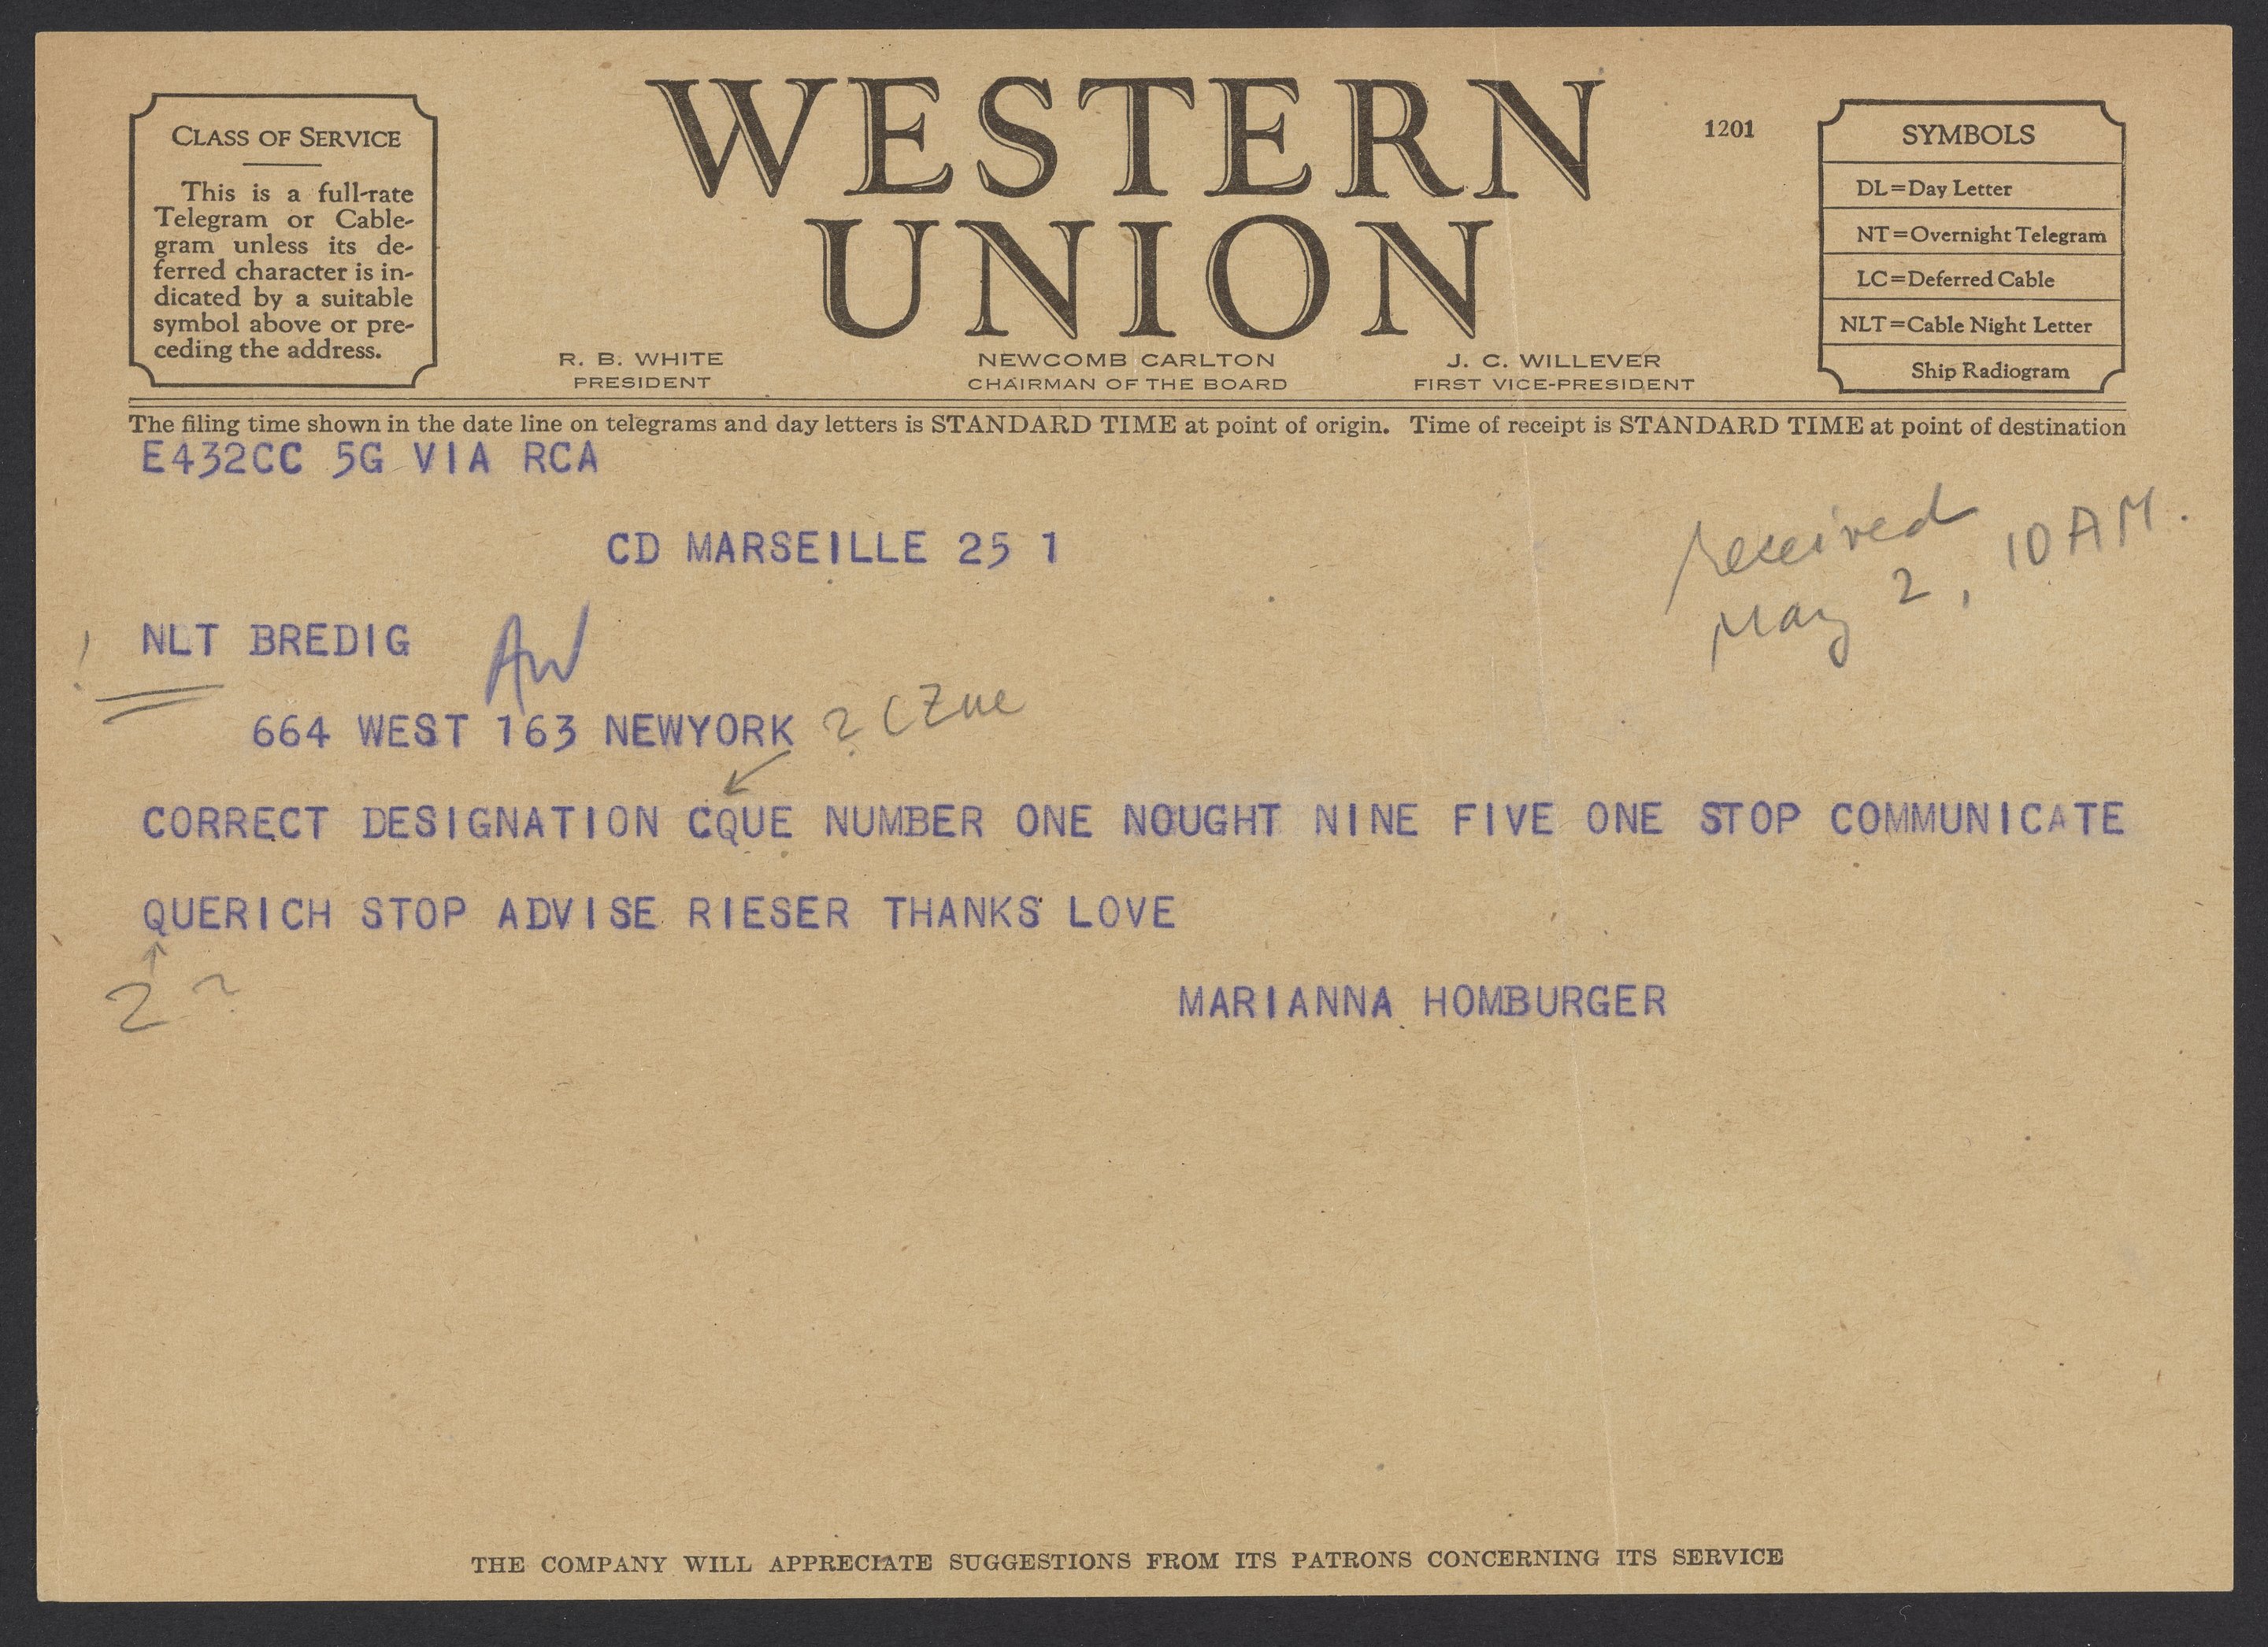 CLASS OF SERVICE
This is a full-rate
Telegram or Cable-
gram unless its de-
ferred character is in-
dicated by a suitable
symbol above or pre-
ceding the address.
WESTERN
UNION
1201
R. B. WHITE
PRESIDENT
NEWCOMB CARLTON
CHAIRMAN OF THE BOARD
J. C. WILLEVER
FIRST VICE-PRESIDENT
SYMBOLS
DL=Day Letter
NT=Overnight Telegram
LC=Deferred Cable
NLT=Cable Night Letter
Ship Radiogram
The filing time shown in the date line on telegrams and day letters is STANDARD TIME at point of origin. Time of receipt is STANDARD TIME at point of destination
E432CC 5G VIA RCA
CD MARSEILLE 25 1
received
May 2, 10 AM.
! NLT BREDIG AW
664 WEST 163 NEWYORK ? CZue
CORRECT DESIGNATION CQUE NUMBER ONE NOUGHT NINE FIVE ONE STOP COMMUNICATE
QUERICH STOP ADVISE RIESER THANKS LOVE
Z ?
MARIANNA HOMBURGER
THE COMPANY WILL APPRECIATE SUGGESTIONS FROM ITS PATRONS CONCERNING ITS SERVICE